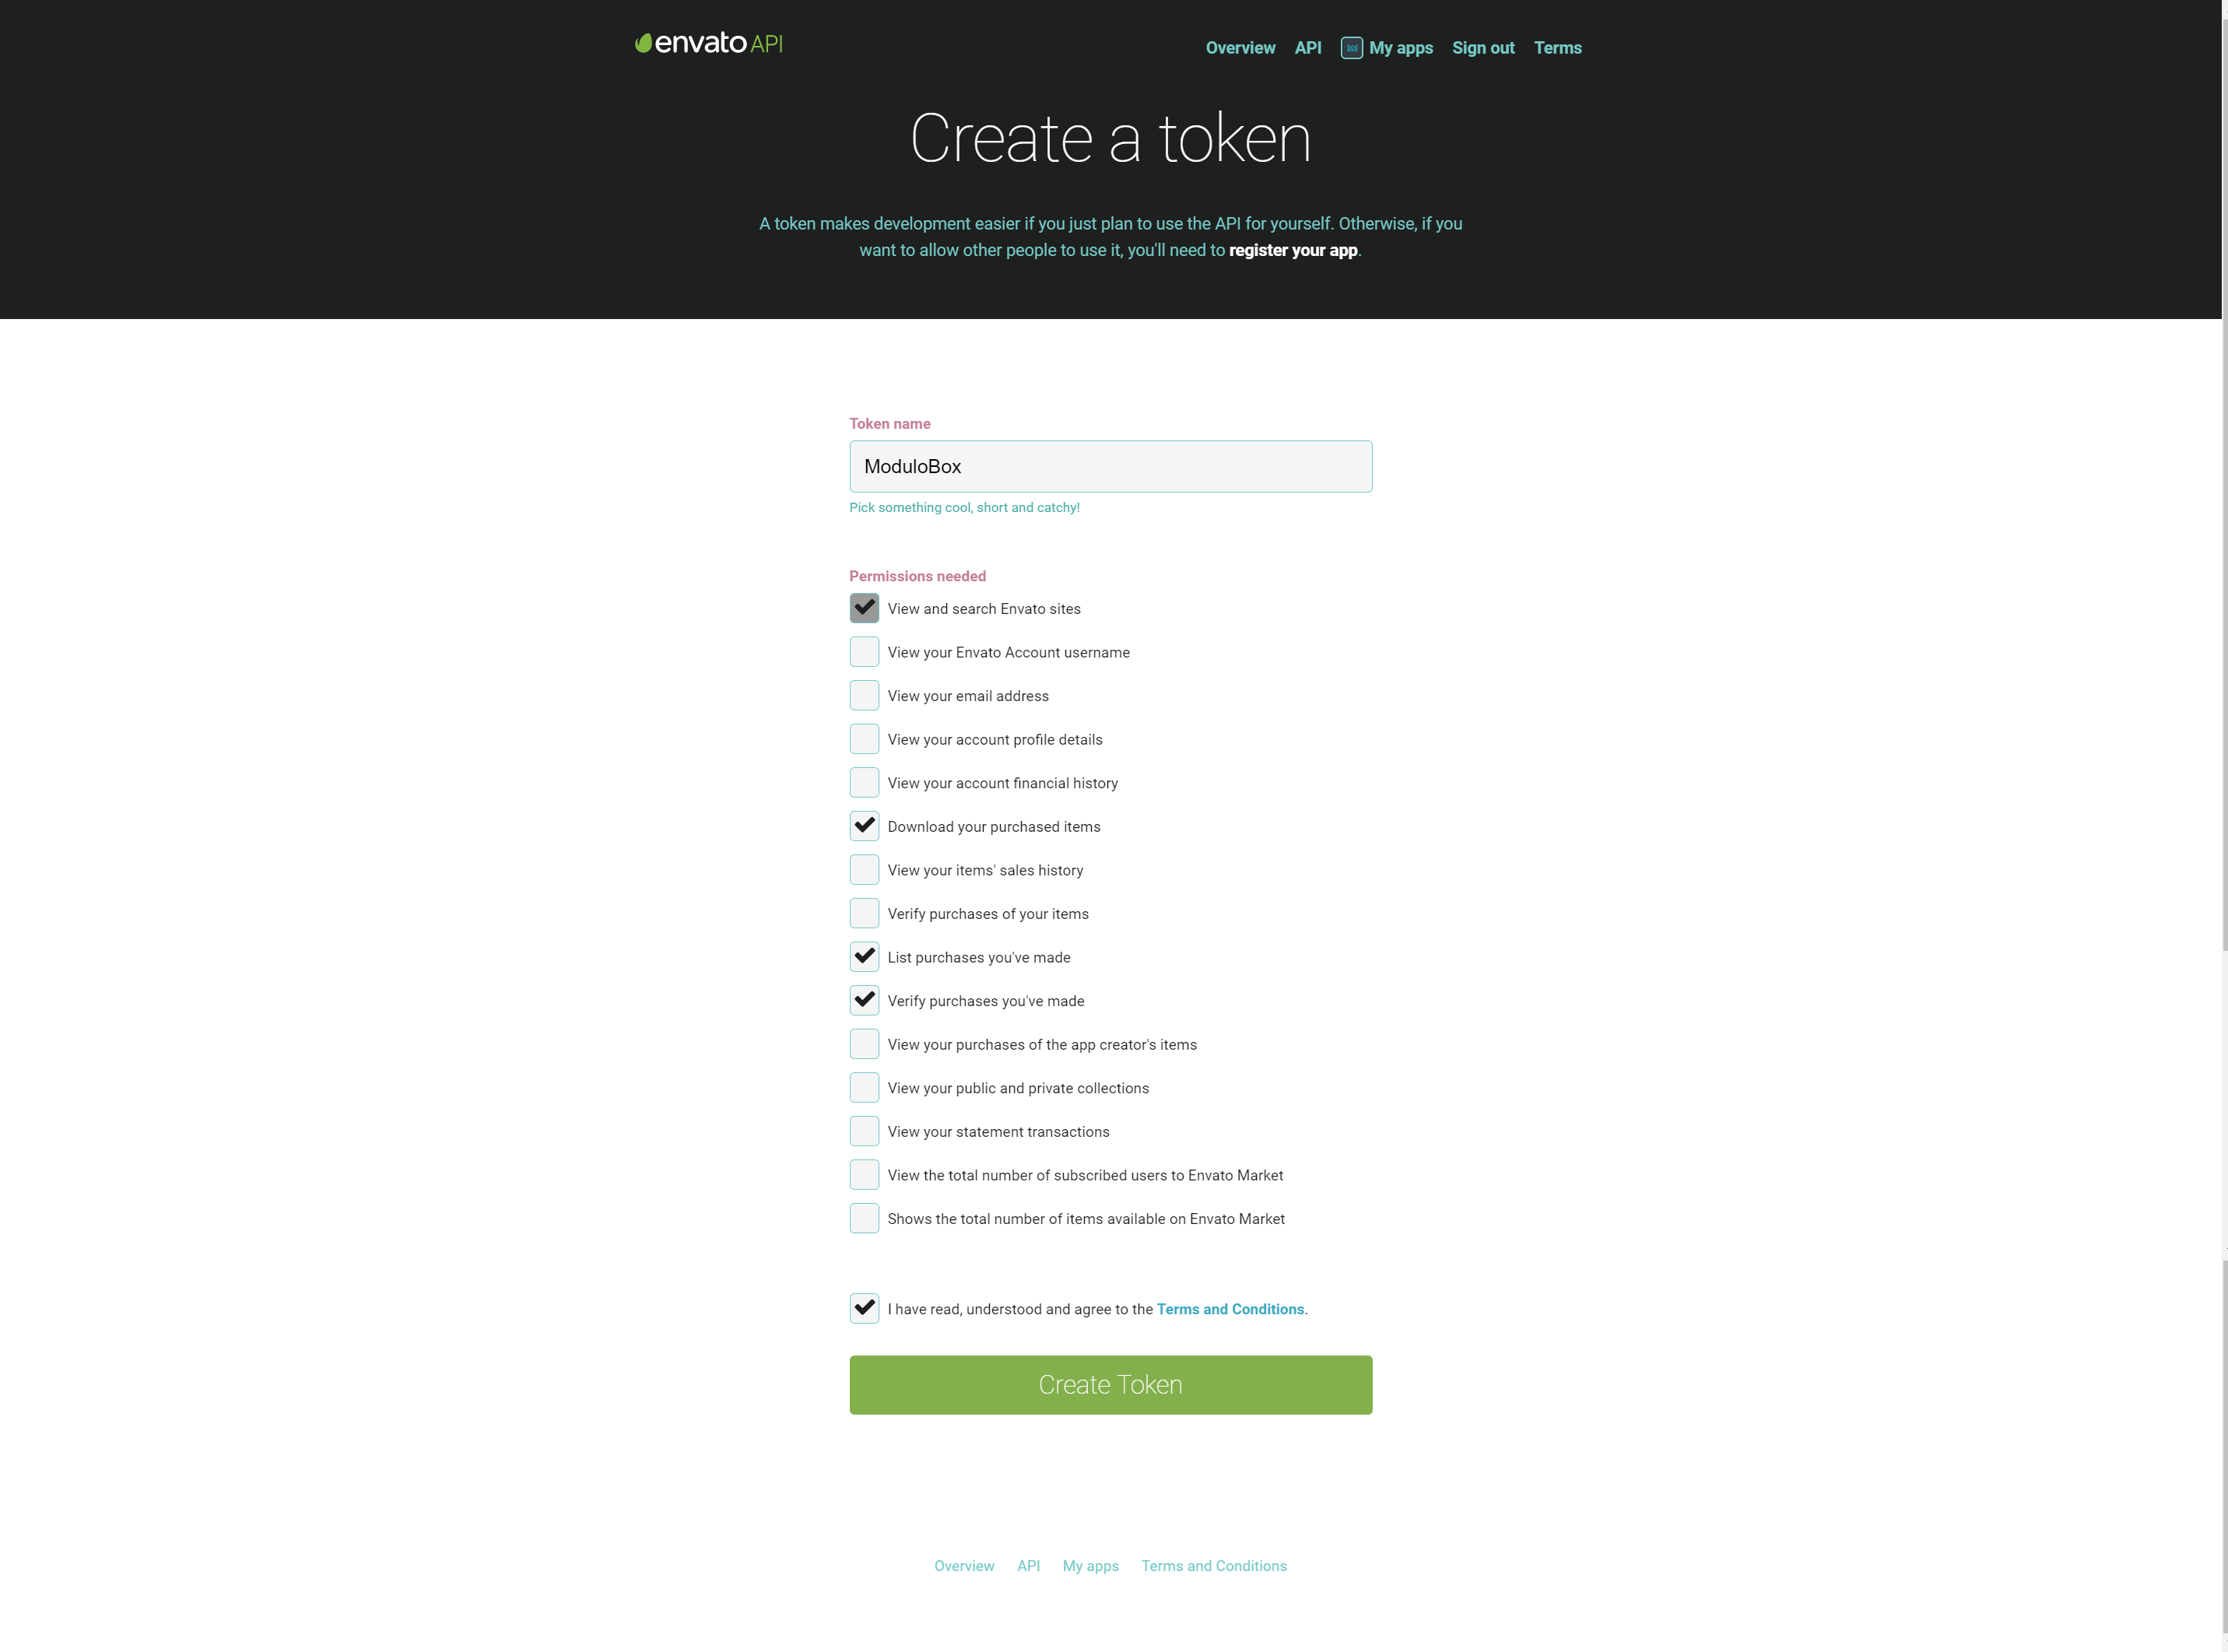 envato API
Overview API My apps Sign out Terms
Create a token
A token makes development easier if you just plan to use the API for yourself. Otherwise, if you
want to allow other people to use it, you'll need to register your app.
Token name
ModuloBox
Pick something cool, short and catchy!
Permissions needed
View and search Envato sites
View your Envato Account username
View your email address
View your account profile details
View your account financial history
Download your purchased items
View your items' sales history
Verify purchases of your items
List purchases you've made
Verify purchases you've made
View your purchases of the app creator's items
View your public and private collections
View your statement transactions
View the total number of subscribed users to Envato Market
Shows the total number of items available on Envato Market
I have read, understood and agree to the Terms and Conditions.
Create Token
Overview API My apps Terms and Conditions